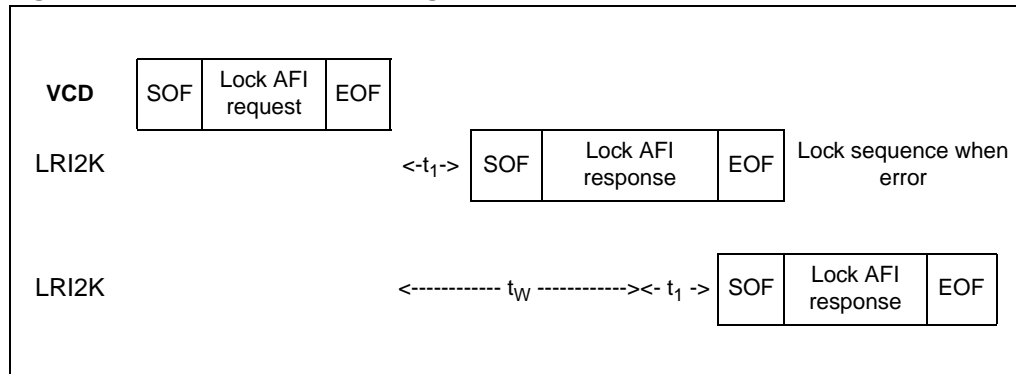 VCD SOF Lock AFI request EOF
LRI2K <-t1-> SOF Lock AFI response EOF Lock sequence when error
LRI2K <------------ tW ------------><- t1 -> SOF Lock AFI response EOF